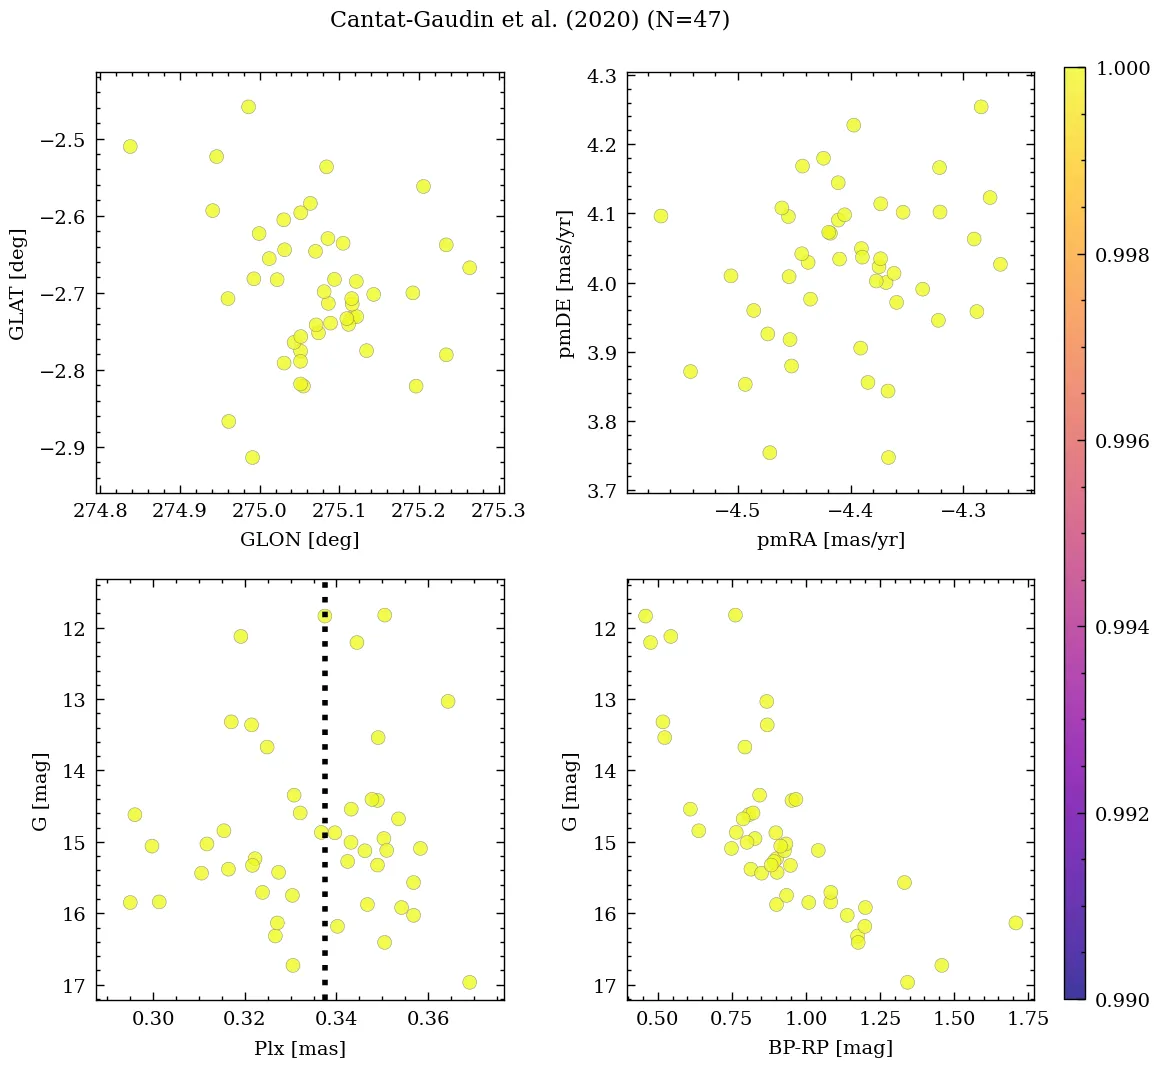 Cantat-Gaudin et al. (2020) (N=47)
−2.5
−2.6
−2.7
−2.8
−2.9
GLAT [deg]
274.8 274.9 275.0 275.1 275.2 275.3
GLON [deg]
4.3
4.2
4.1
4.0
3.9
3.8
3.7
pmDE [mas/yr]
−4.5 −4.4 −4.3
pmRA [mas/yr]
12
13
14
15
16
17
G [mag]
0.30 0.32 0.34 0.36
Plx [mas]
12
13
14
15
16
17
G [mag]
0.50 0.75 1.00 1.25 1.50 1.75
BP-RP [mag]
1.000
0.998
0.996
0.994
0.992
0.990